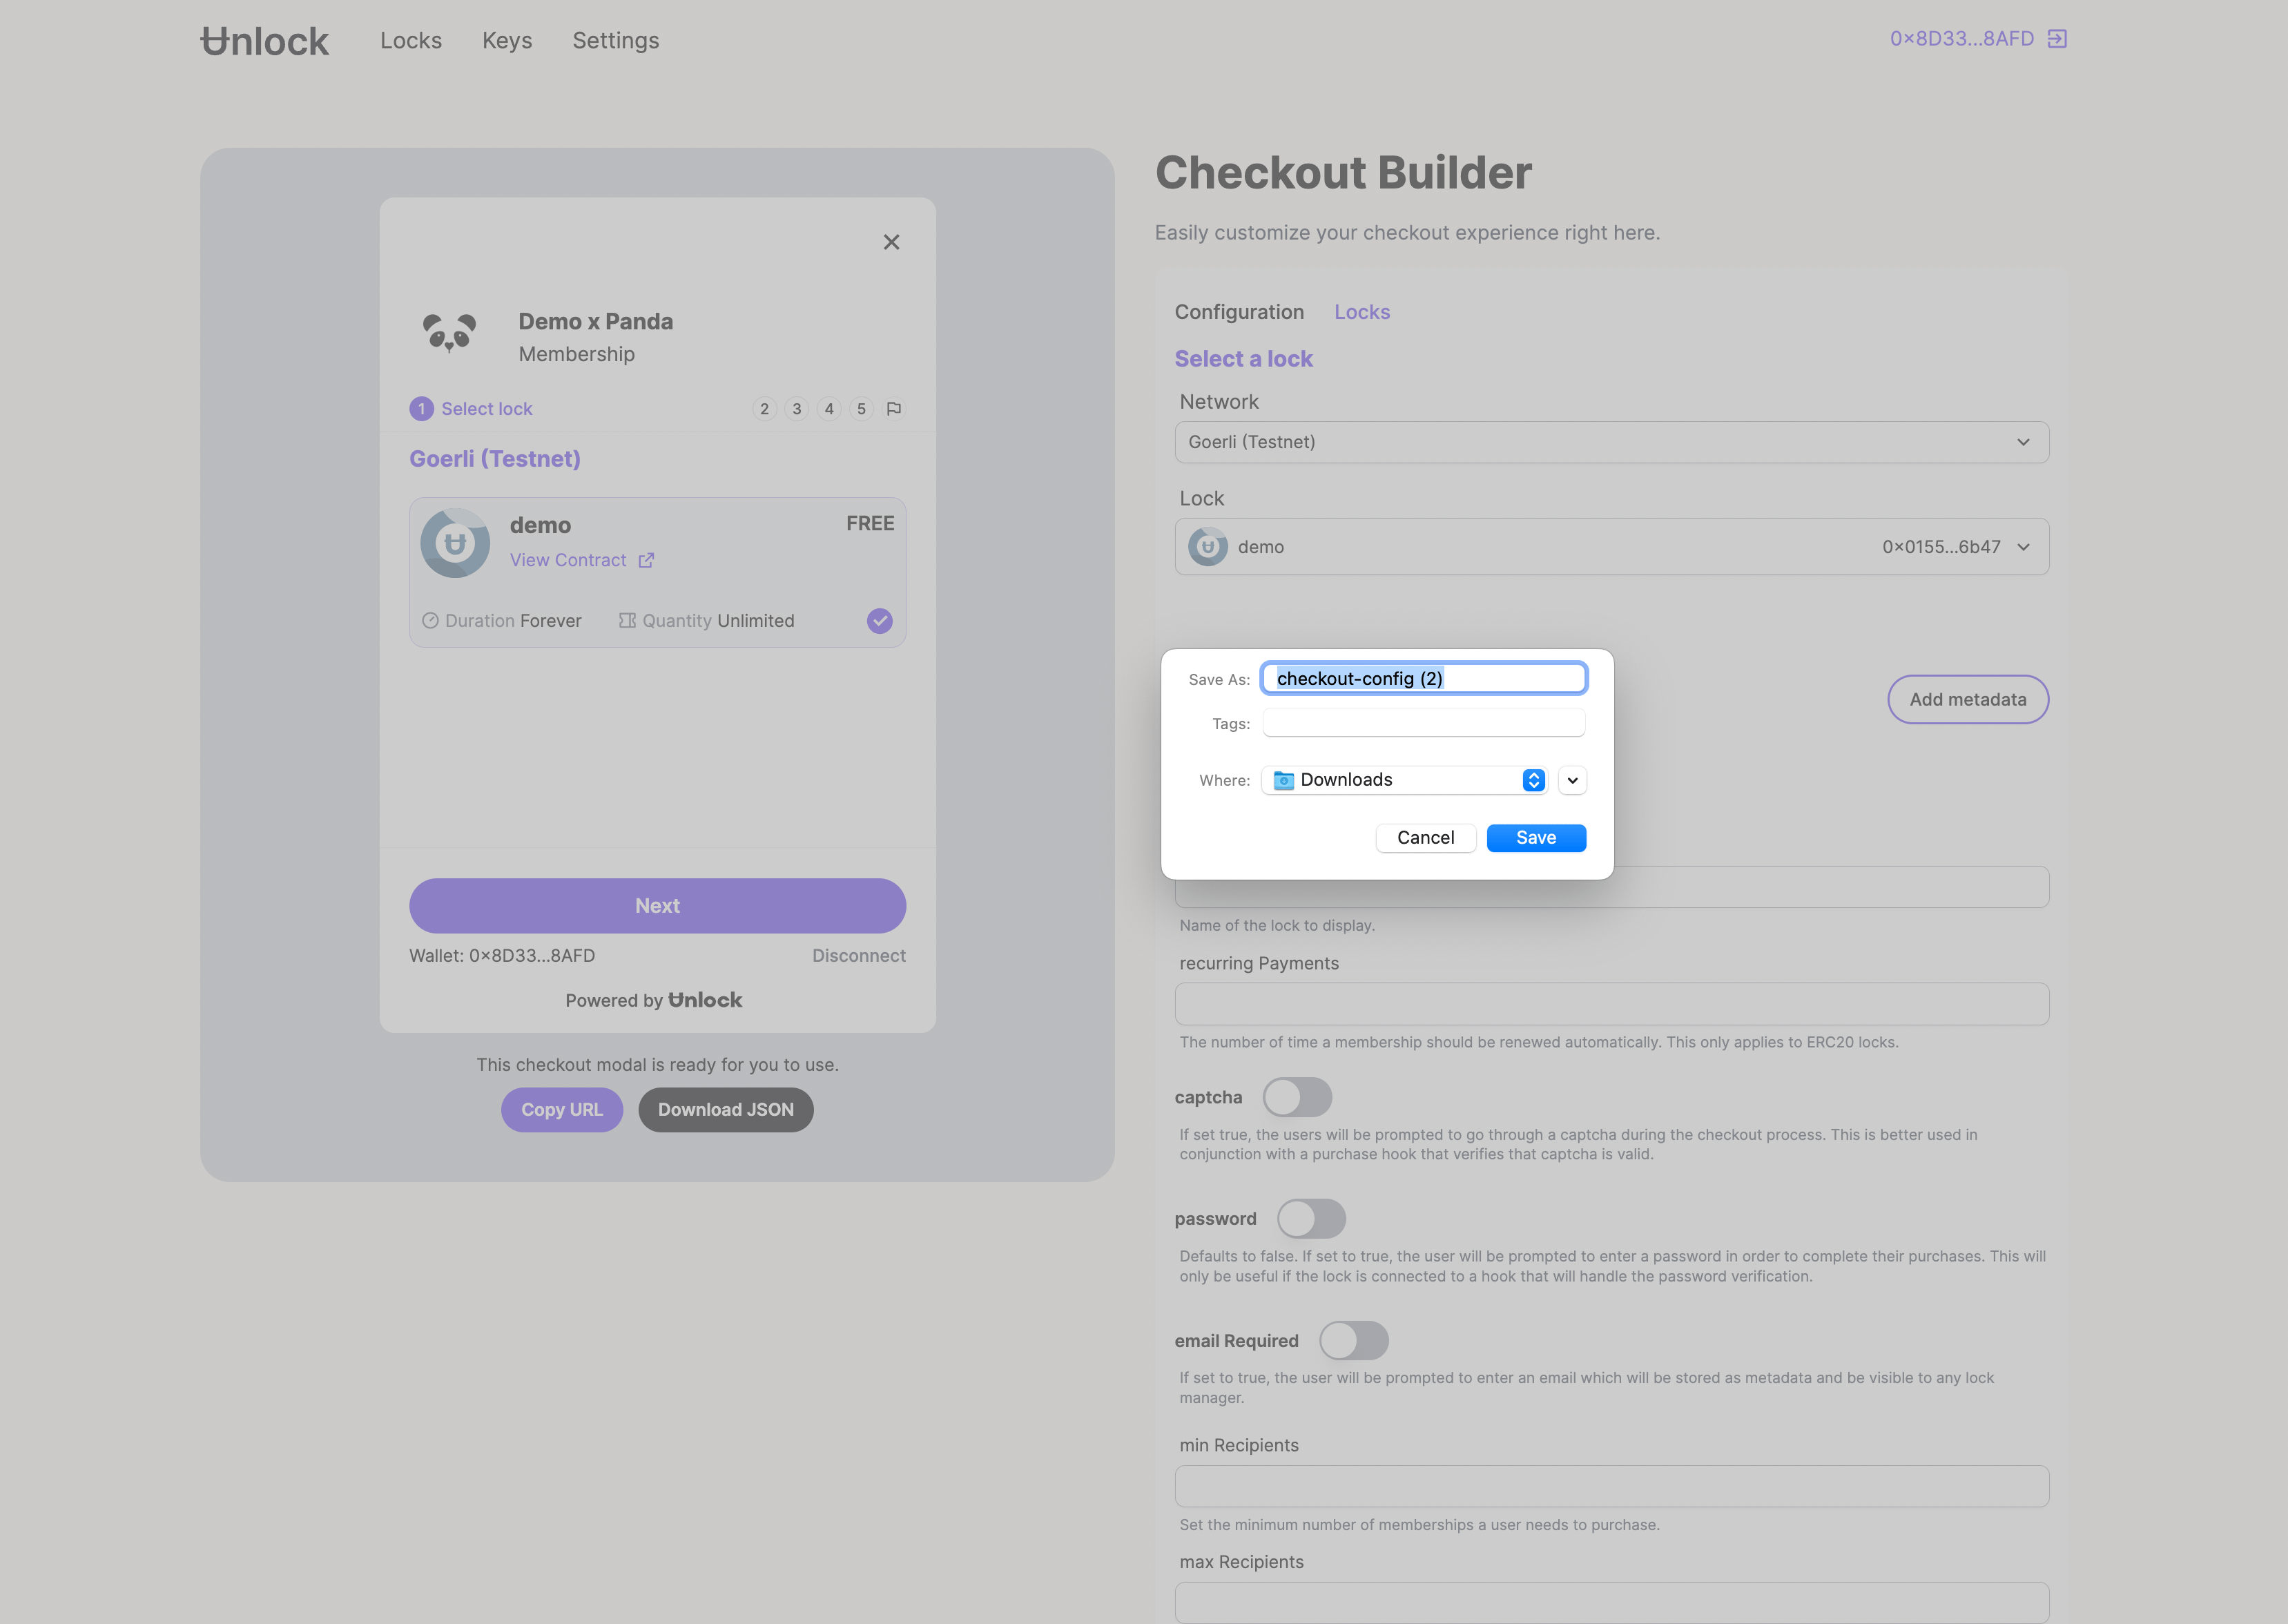 Unlock
Locks
Keys
Settings
0x8D33...8AFD
Demo x Panda
Membership
1 Select lock
2 3 4 5
Goerli (Testnet)
demo
FREE
View Contract
Duration Forever
Quantity Unlimited
Next
Wallet: 0x8D33...8AFD
Disconnect
Powered by Unlock
This checkout modal is ready for you to use.
Copy URL
Download JSON
Checkout Builder
Easily customize your checkout experience right here.
Configuration
Locks
Select a lock
Network
Goerli (Testnet)
Lock
demo
0x0155...6b47
Add metadata
Save As: checkout-config (2)
Tags:
Where: Downloads
Cancel
Save
Name of the lock to display.
recurring Payments
The number of time a membership should be renewed automatically. This only applies to ERC20 locks.
captcha
If set true, the users will be prompted to go through a captcha during the checkout process. This is better used in
conjunction with a purchase hook that verifies that captcha is valid.
password
Defaults to false. If set to true, the user will be prompted to enter a password in order to complete their purchases. This will
only be useful if the lock is connected to a hook that will handle the password verification.
email Required
If set to true, the user will be prompted to enter an email which will be stored as metadata and be visible to any lock
manager.
min Recipients
Set the minimum number of memberships a user needs to purchase.
max Recipients